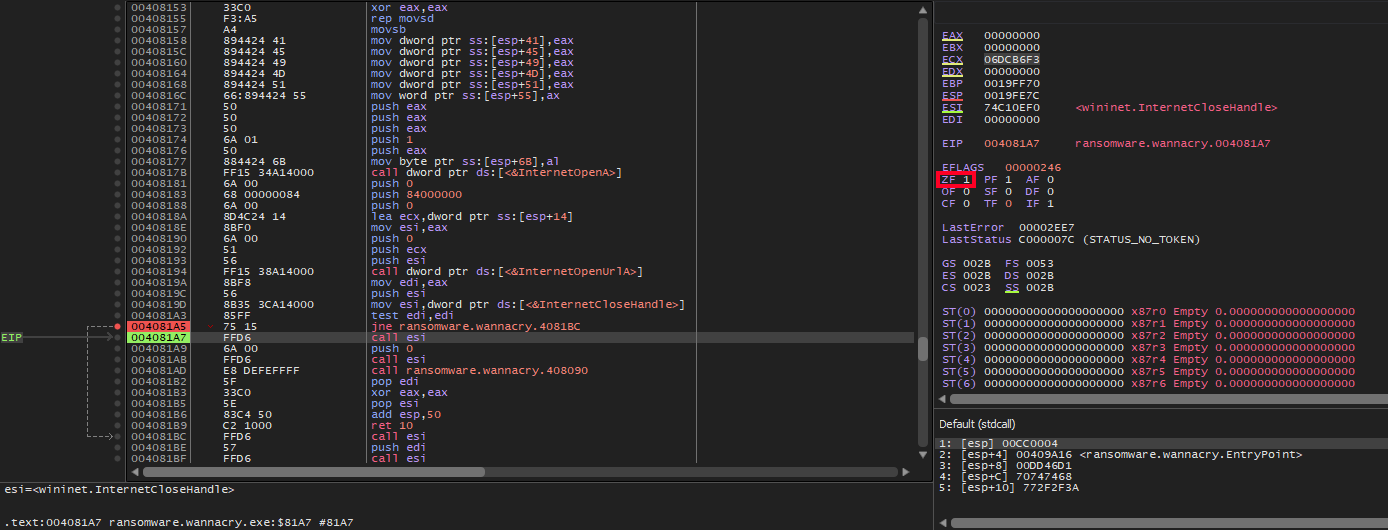 00408153 33C0 xor eax,eax
00408155 F3:A5 rep movsd
00408157 A4 movsb
00408158 894424 41 mov dword ptr ss:[esp+41],eax
0040815C 894424 45 mov dword ptr ss:[esp+45],eax
00408160 894424 49 mov dword ptr ss:[esp+49],eax
00408164 894424 4D mov dword ptr ss:[esp+4D],eax
00408168 894424 51 mov dword ptr ss:[esp+51],eax
0040816C 66:894424 55 mov word ptr ss:[esp+55],ax
00408171 50 push eax
00408172 50 push eax
00408173 50 push eax
00408174 6A 01 push 1
00408176 50 push eax
00408177 884424 6B mov byte ptr ss:[esp+6B],al
0040817B FF15 34A14000 call dword ptr ds:[<&InternetOpenA>]
00408181 6A 00 push 0
00408183 68 00000084 push 84000000
00408188 6A 00 push 0
0040818A 8D4C24 14 lea ecx,dword ptr ss:[esp+14]
0040818E 8BF0 mov esi,eax
00408190 6A 00 push 0
00408192 51 push ecx
00408193 56 push esi
00408194 FF15 38A14000 call dword ptr ds:[<&InternetOpenUrlA>]
0040819A 8BF8 mov edi,eax
0040819C 56 push esi
0040819D 8B35 3CA14000 mov esi,dword ptr ds:[<&InternetCloseHandle>]
004081A3 85FF test edi,edi
004081A5 75 15 jne ransomware.wannacry.4081BC
EIP 004081A7 FFD6 call esi
004081A9 6A 00 push 0
004081AB FFD6 call esi
004081AD E8 DEFEFFFF call ransomware.wannacry.408090
004081B2 5F pop edi
004081B3 33C0 xor eax,eax
004081B5 5E pop esi
004081B6 83C4 50 add esp,50
004081B9 C2 1000 ret 10
004081BC FFD6 call esi
004081BE 57 push edi
004081BF FFD6 call esi
esi=<wininet.InternetCloseHandle>
.text:004081A7 ransomware.wannacry.exe:$81A7 #81A7
EAX 00000000
EBX 00000000
ECX 06DCB6F3
EDX 00000000
EBP 0019FF70
ESP 0019FE7C
ESI 74C10EF0 <wininet.InternetCloseHandle>
EDI 00000000
EIP 004081A7 ransomware.wannacry.004081A7
EFLAGS 00000246
ZF 1 PF 1 AF 0
OF 0 SF 0 DF 0
CF 0 TF 0 IF 1
LastError 00002EE7
LastStatus C000007C (STATUS_NO_TOKEN)
GS 002B FS 0053
ES 002B DS 002B
CS 0023 SS 002B
ST(0) 00000000000000000000 x87r0 Empty 0.000000000000000000
ST(1) 00000000000000000000 x87r1 Empty 0.000000000000000000
ST(2) 00000000000000000000 x87r2 Empty 0.000000000000000000
ST(3) 00000000000000000000 x87r3 Empty 0.000000000000000000
ST(4) 00000000000000000000 x87r4 Empty 0.000000000000000000
ST(5) 00000000000000000000 x87r5 Empty 0.000000000000000000
ST(6) 00000000000000000000 x87r6 Empty 0.000000000000000000
Default (stdcall)
1: [esp] 00CC0004
2: [esp+4] 00409A16 <ransomware.wannacry.EntryPoint>
3: [esp+8] 00DD46D1
4: [esp+C] 70747468
5: [esp+10] 772F2F3A